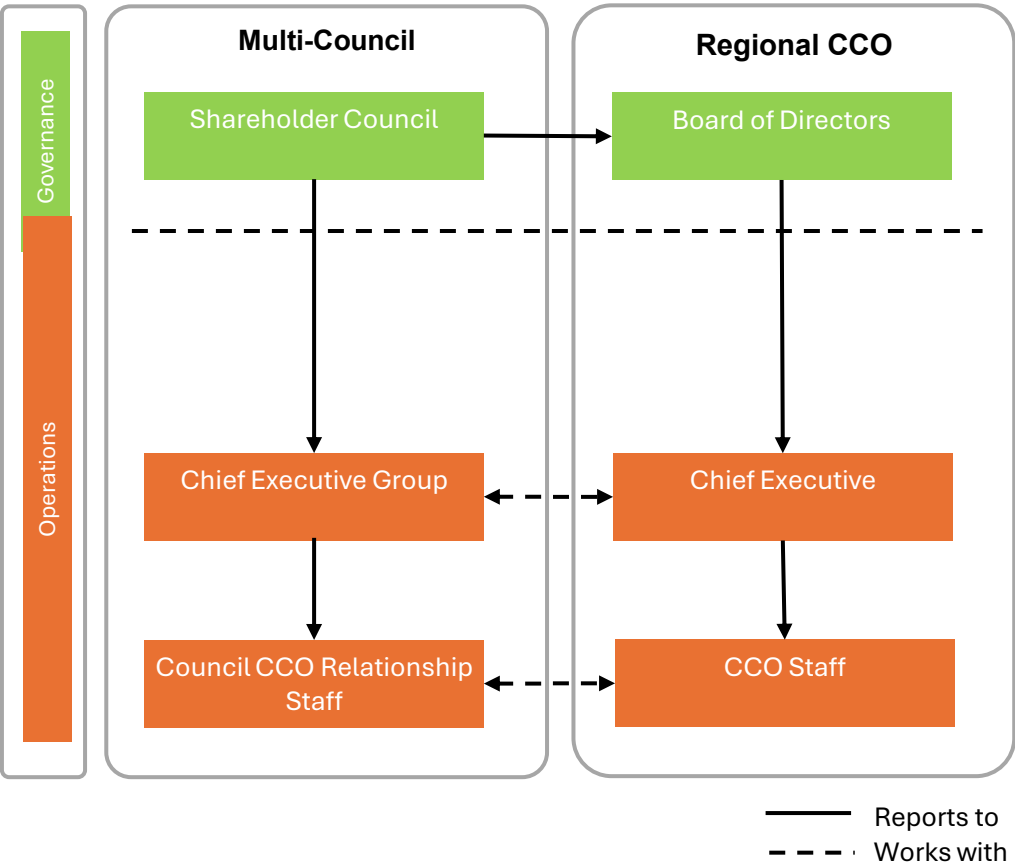 Multi-Council
Regional CCO
Governance
Shareholder Council
Board of Directors
Operations
Chief Executive Group
Chief Executive
Council CCO Relationship
Staff
CCO Staff
Reports to
Works with